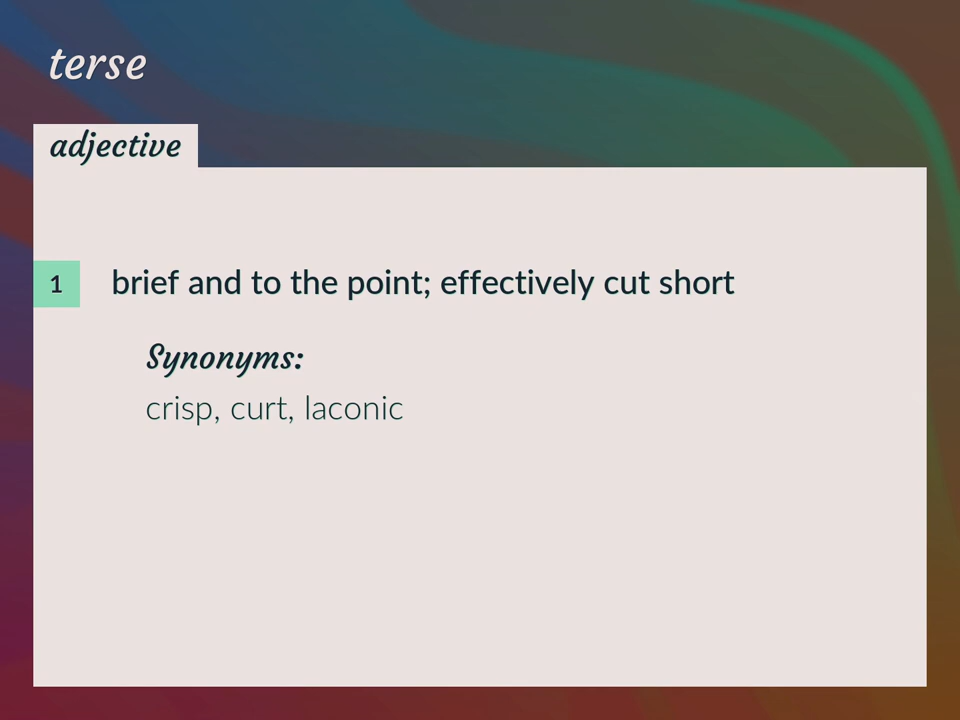 terse
adjective
1 brief and to the point; effectively cut short
Synonyms:
crisp, curt, laconic